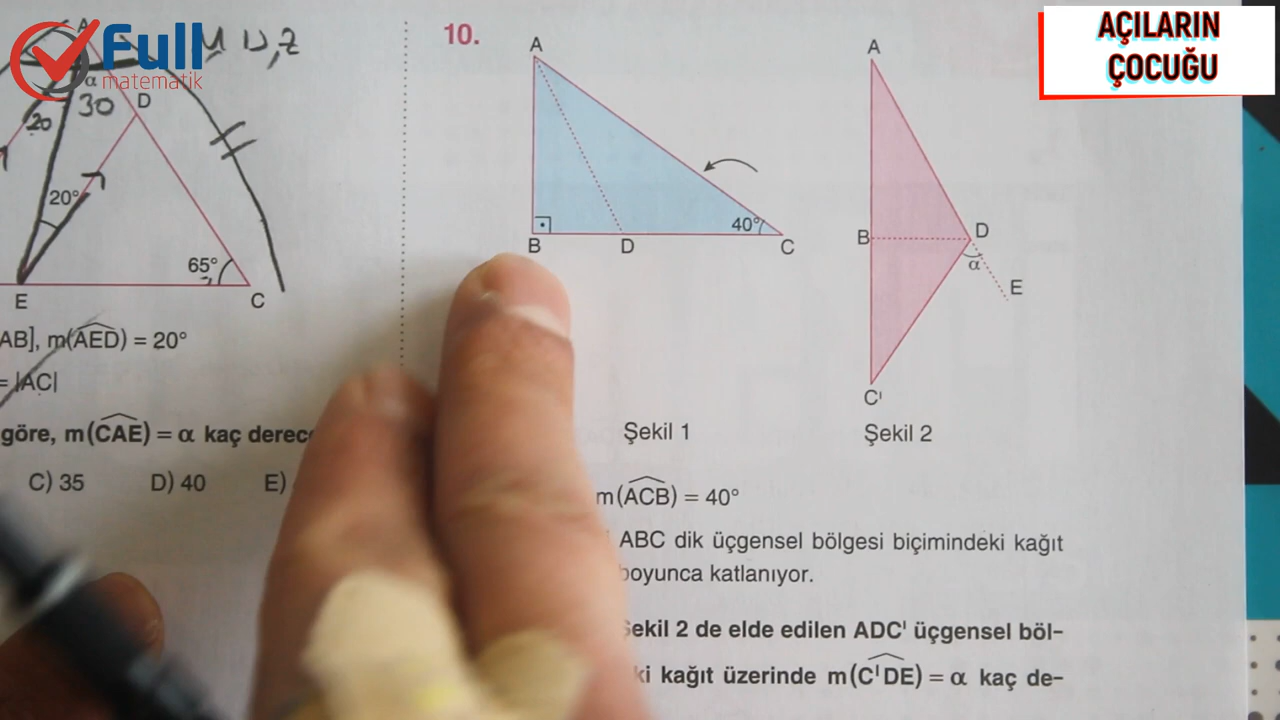 Full
matematik
AÇILARIN
ÇOCUĞU
A
α
30
D
20
20°
65°
E
C
AB], m(AED) = 20°
= |AC|
göre, m(CAE) = α kaç derece
C) 35 D) 40 E)
10.
A
40°
B
D
C
Şekil 1
A
B
D
α
E
C'
Şekil 2
m(ACB) = 40°
ABC dik üçgensel bölgesi biçimindeki kağıt
boyunca katlanıyor.
Şekil 2 de elde edilen ADC' üçgensel böl-
ki kağıt üzerinde m(C'DE) = α kaç de-